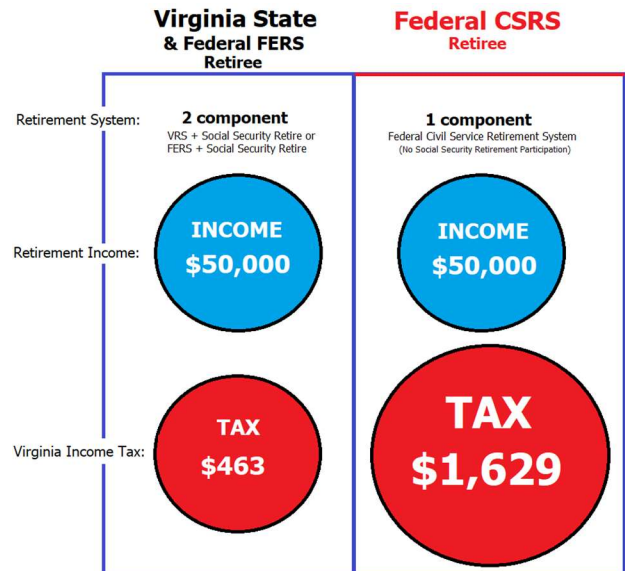 Virginia State
& Federal FERS
Retiree
Federal CSRS
Retiree
Retirement System:
2 component
VRS + Social Security Retire or
FERS + Social Security Retire
1 component
Federal Civil Service Retirement System
(No Social Security Retirement Participation)
Retirement Income:
INCOME
$50,000
INCOME
$50,000
Virginia Income Tax:
TAX
$463
TAX
$1,629